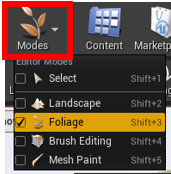 Modes
Content
Marketp
Editor Modes
Select Shift+1
Landscape Shift+2
Foliage Shift+3
Brush Editing Shift+4
Mesh Paint Shift+5